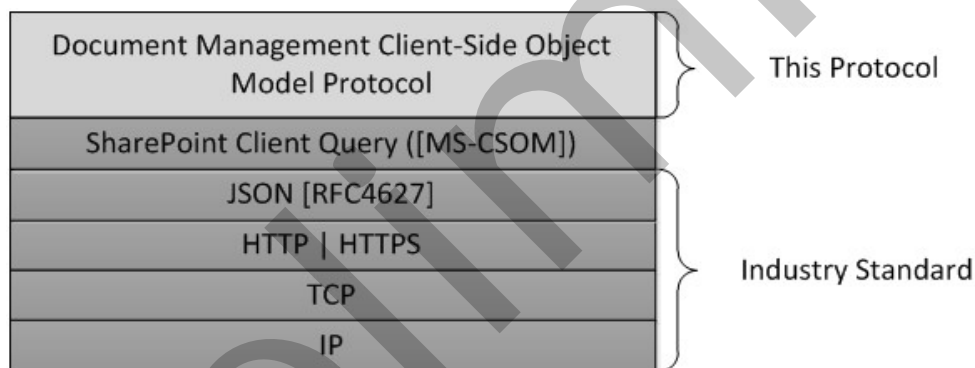 Document Management Client-Side Object
Model Protocol
This Protocol
SharePoint Client Query ([MS-CSOM])
JSON [RFC4627]
HTTP | HTTPS
Industry Standard
TCP
IP